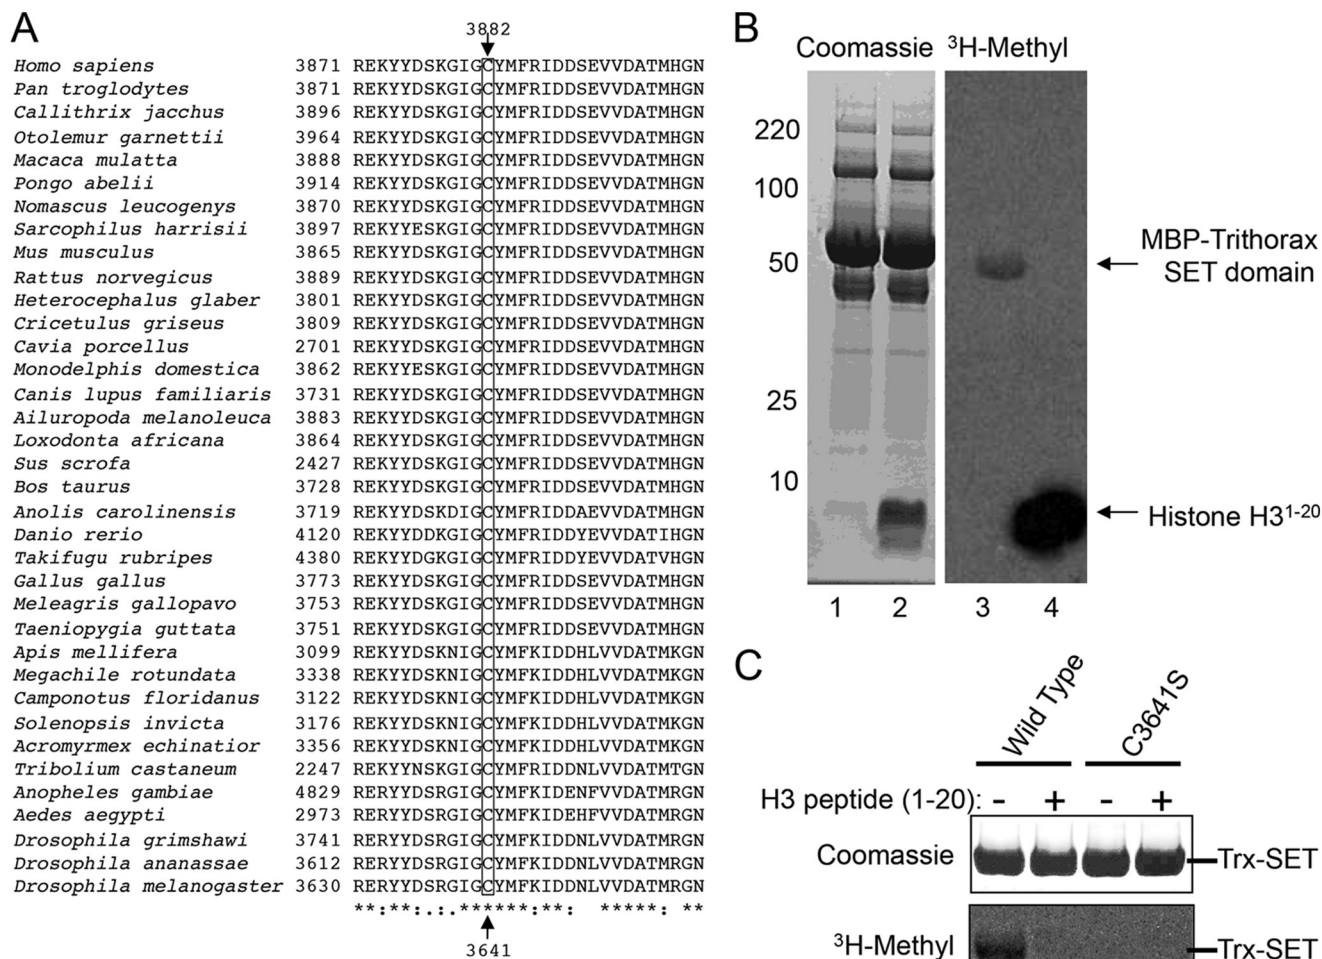 A
3882
Homo sapiens 3871 REKYYDSKGIGCYMFRIDDSEVVDATMHGN
Pan troglodytes 3871 REKYYDSKGIGCYMFRIDDSEVVDATMHGN
Callithrix jacchus 3896 REKYYDSKGIGCYMFRIDDSEVVDATMHGN
Otolemur garnettii 3964 REKYYDSKGIGCYMFRIDDSEVVDATMHGN
Macaca mulatta 3888 REKYYDSKGIGCYMFRIDDSEVVDATMHGN
Pongo abelii 3914 REKYYDSKGIGCYMFRIDDSEVVDATMHGN
Nomascus leucogenys 3870 REKYYDSKGIGCYMFRIDDSEVVDATMHGN
Sarcophilus harrisii 3897 REKYYESKGIGCYMFRIDDSEVVDATMHGN
Mus musculus 3865 REKYYDSKGIGCYMFRIDDSEVVDATMHGN
Rattus norvegicus 3889 REKYYDSKGIGCYMFRIDDSEVVDATMHGN
Heterocephalus glaber 3801 REKYYDSKGIGCYMFRIDDSEVVDATMHGN
Cricetulus griseus 3809 REKYYDSKGIGCYMFRIDDSEVVDATMHGN
Cavia porcellus 2701 REKYYDSKGIGCYMFRIDDSEVVDATMHGN
Monodelphis domestica 3862 REKYYESKGIGCYMFRIDDSEVVDATMHGN
Canis lupus familiaris 3731 REKYYDSKGIGCYMFRIDDSEVVDATMHGN
Ailuropoda melanoleuca 3883 REKYYDSKGIGCYMFRIDDSEVVDATMHGN
Loxodonta africana 3864 REKYYDSKGIGCYMFRIDDSEVVDATMHGN
Sus scrofa 2427 REKYYDSKGIGCYMFRIDDSEVVDATMHGN
Bos taurus 3728 REKYYDSKGIGCYMFRIDDSEVVDATMHGN
Anolis carolinensis 3719 REKYYDSKDIGCYMFRIDDAEVVDATMHGN
Danio rerio 4120 REKYYDDKGIGCYMFRIDDYEVVDATIHGN
Takifugu rubripes 4380 REKYYDGKGIGCYMFRIDDYEVVDATVHGN
Gallus gallus 3773 REKYYDSKGIGCYMFRIDDSEVVDATMHGN
Meleagris gallopavo 3753 REKYYDSKGIGCYMFRIDDSEVVDATMHGN
Taeniopygia guttata 3751 REKYYDSKGIGCYMFRIDDSEVVDATMHGN
Apis mellifera 3099 REKYYDSKNIGCYMFKIDDHLVVDATMKGN
Megachile rotundata 3338 REKYYDSKNIGCYMFKIDDHLVVDATMKGN
Camponotus floridanus 3122 REKYYDSKNIGCYMFKIDDHLVVDATMKGN
Solenopsis invicta 3176 REKYYDSKNIGCYMFKIDDHLVVDATMKGN
Acromyrmex echinatior 3356 REKYYDSKNIGCYMFKIDDHLVVDATMKGN
Tribolium castaneum 2247 REKYYNSKGIGCYMFKIDDNLVVDATMTGN
Anopheles gambiae 4829 RERYYDSRGIGCYMFKIDENFVVDATMRGN
Aedes aegypti 2973 RERYYDSRGIGCYMFKIDEHFVVDATMRGN
Drosophila grimshawi 3741 RERYYDSRGIGCYMFKIDDNLVVDATMRGN
Drosophila ananassae 3612 RERYYDSRGIGCYMFKIDDNLVVDATMRGN
Drosophila melanogaster 3630 RERYYDSRGIGCYMFKIDDNLVVDATMRGN
**:**:.:.******:**: *****: **
3641
B
Coomassie ³H-Methyl
220
100
50
25
10
MBP-Trithorax
SET domain
Histone H3¹⁻²⁰
1 2 3 4
C
Wild Type C3641S
H3 peptide (1-20): - + - +
Coomassie Trx-SET
³H-Methyl Trx-SET